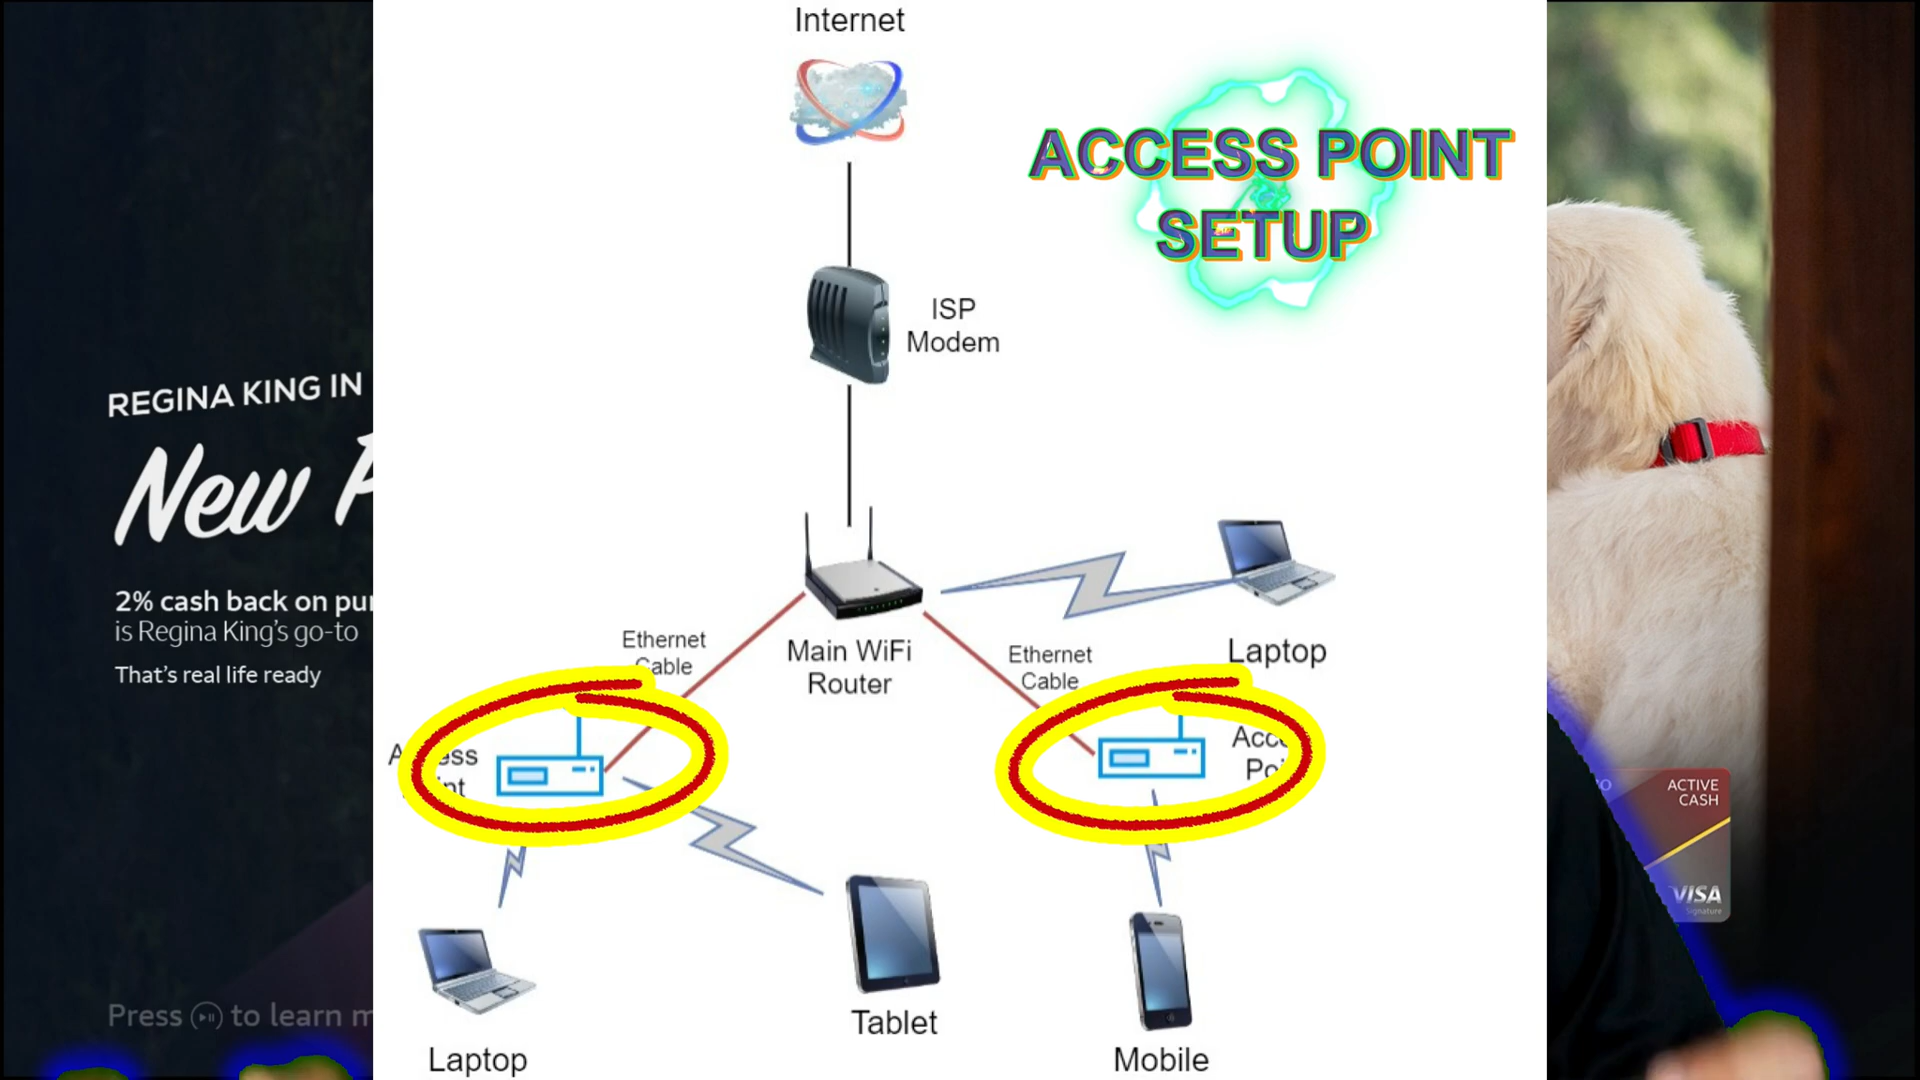 Internet
ACCESS POINT
SETUP
ISP
Modem
REGINA KING IN
New
2% cash back on
is Regina King's go-to
That's real life ready
Press to learn
Ethernet
Cable
Main WiFi
Router
Ethernet
Cable
Laptop
Laptop
Tablet
Mobile
ACTIVE
CASH
VISA
Signature